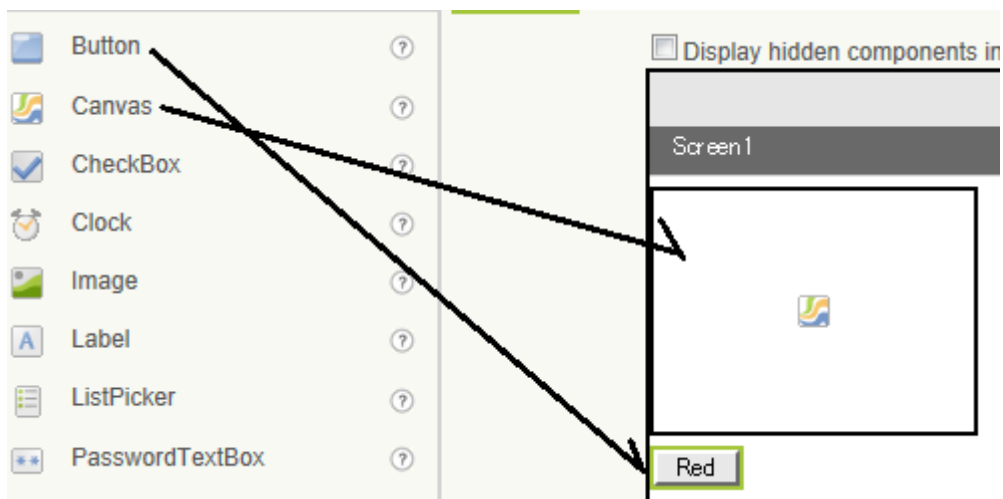 Button ?
Canvas ?
CheckBox ?
Clock ?
Image ?
A Label ?
ListPicker ?
** PasswordTextBox ?
Display hidden components in
Screen1
Red